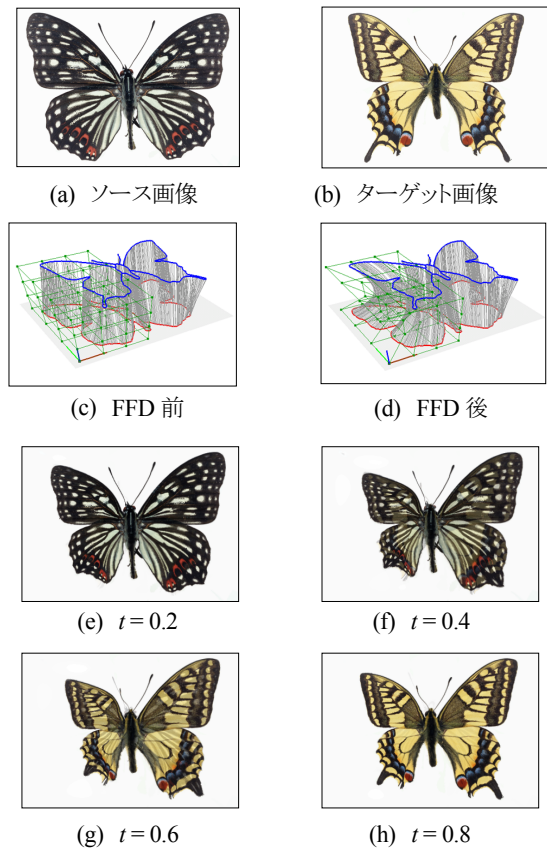 (a) ソース画像
(b) ターゲット画像
(c) FFD 前
(d) FFD 後
(e) t = 0.2
(f) t = 0.4
(g) t = 0.6
(h) t = 0.8